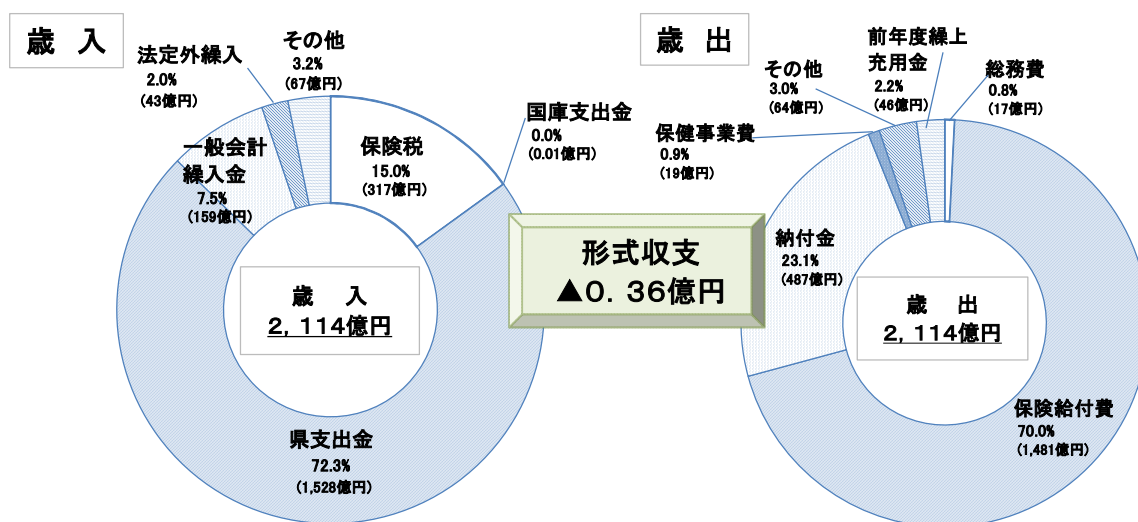 歳 入
法定外繰入
2.0%
(43億円)
その他
3.2%
(67億円)
国庫支出金
0.0%
(0.01億円)
保険税
15.0%
(317億円)
一般会計
繰入金
7.5%
(159億円)
歳 入
2,114億円
県支出金
72.3%
(1,528億円)
形式収支
▲0.36億円
歳 出
前年度繰上
充用金
2.2%
(46億円)
その他
3.0%
(64億円)
総務費
0.8%
(17億円)
保健事業費
0.9%
(19億円)
納付金
23.1%
(487億円)
歳 出
2,114億円
保険給付費
70.0%
(1,481億円)